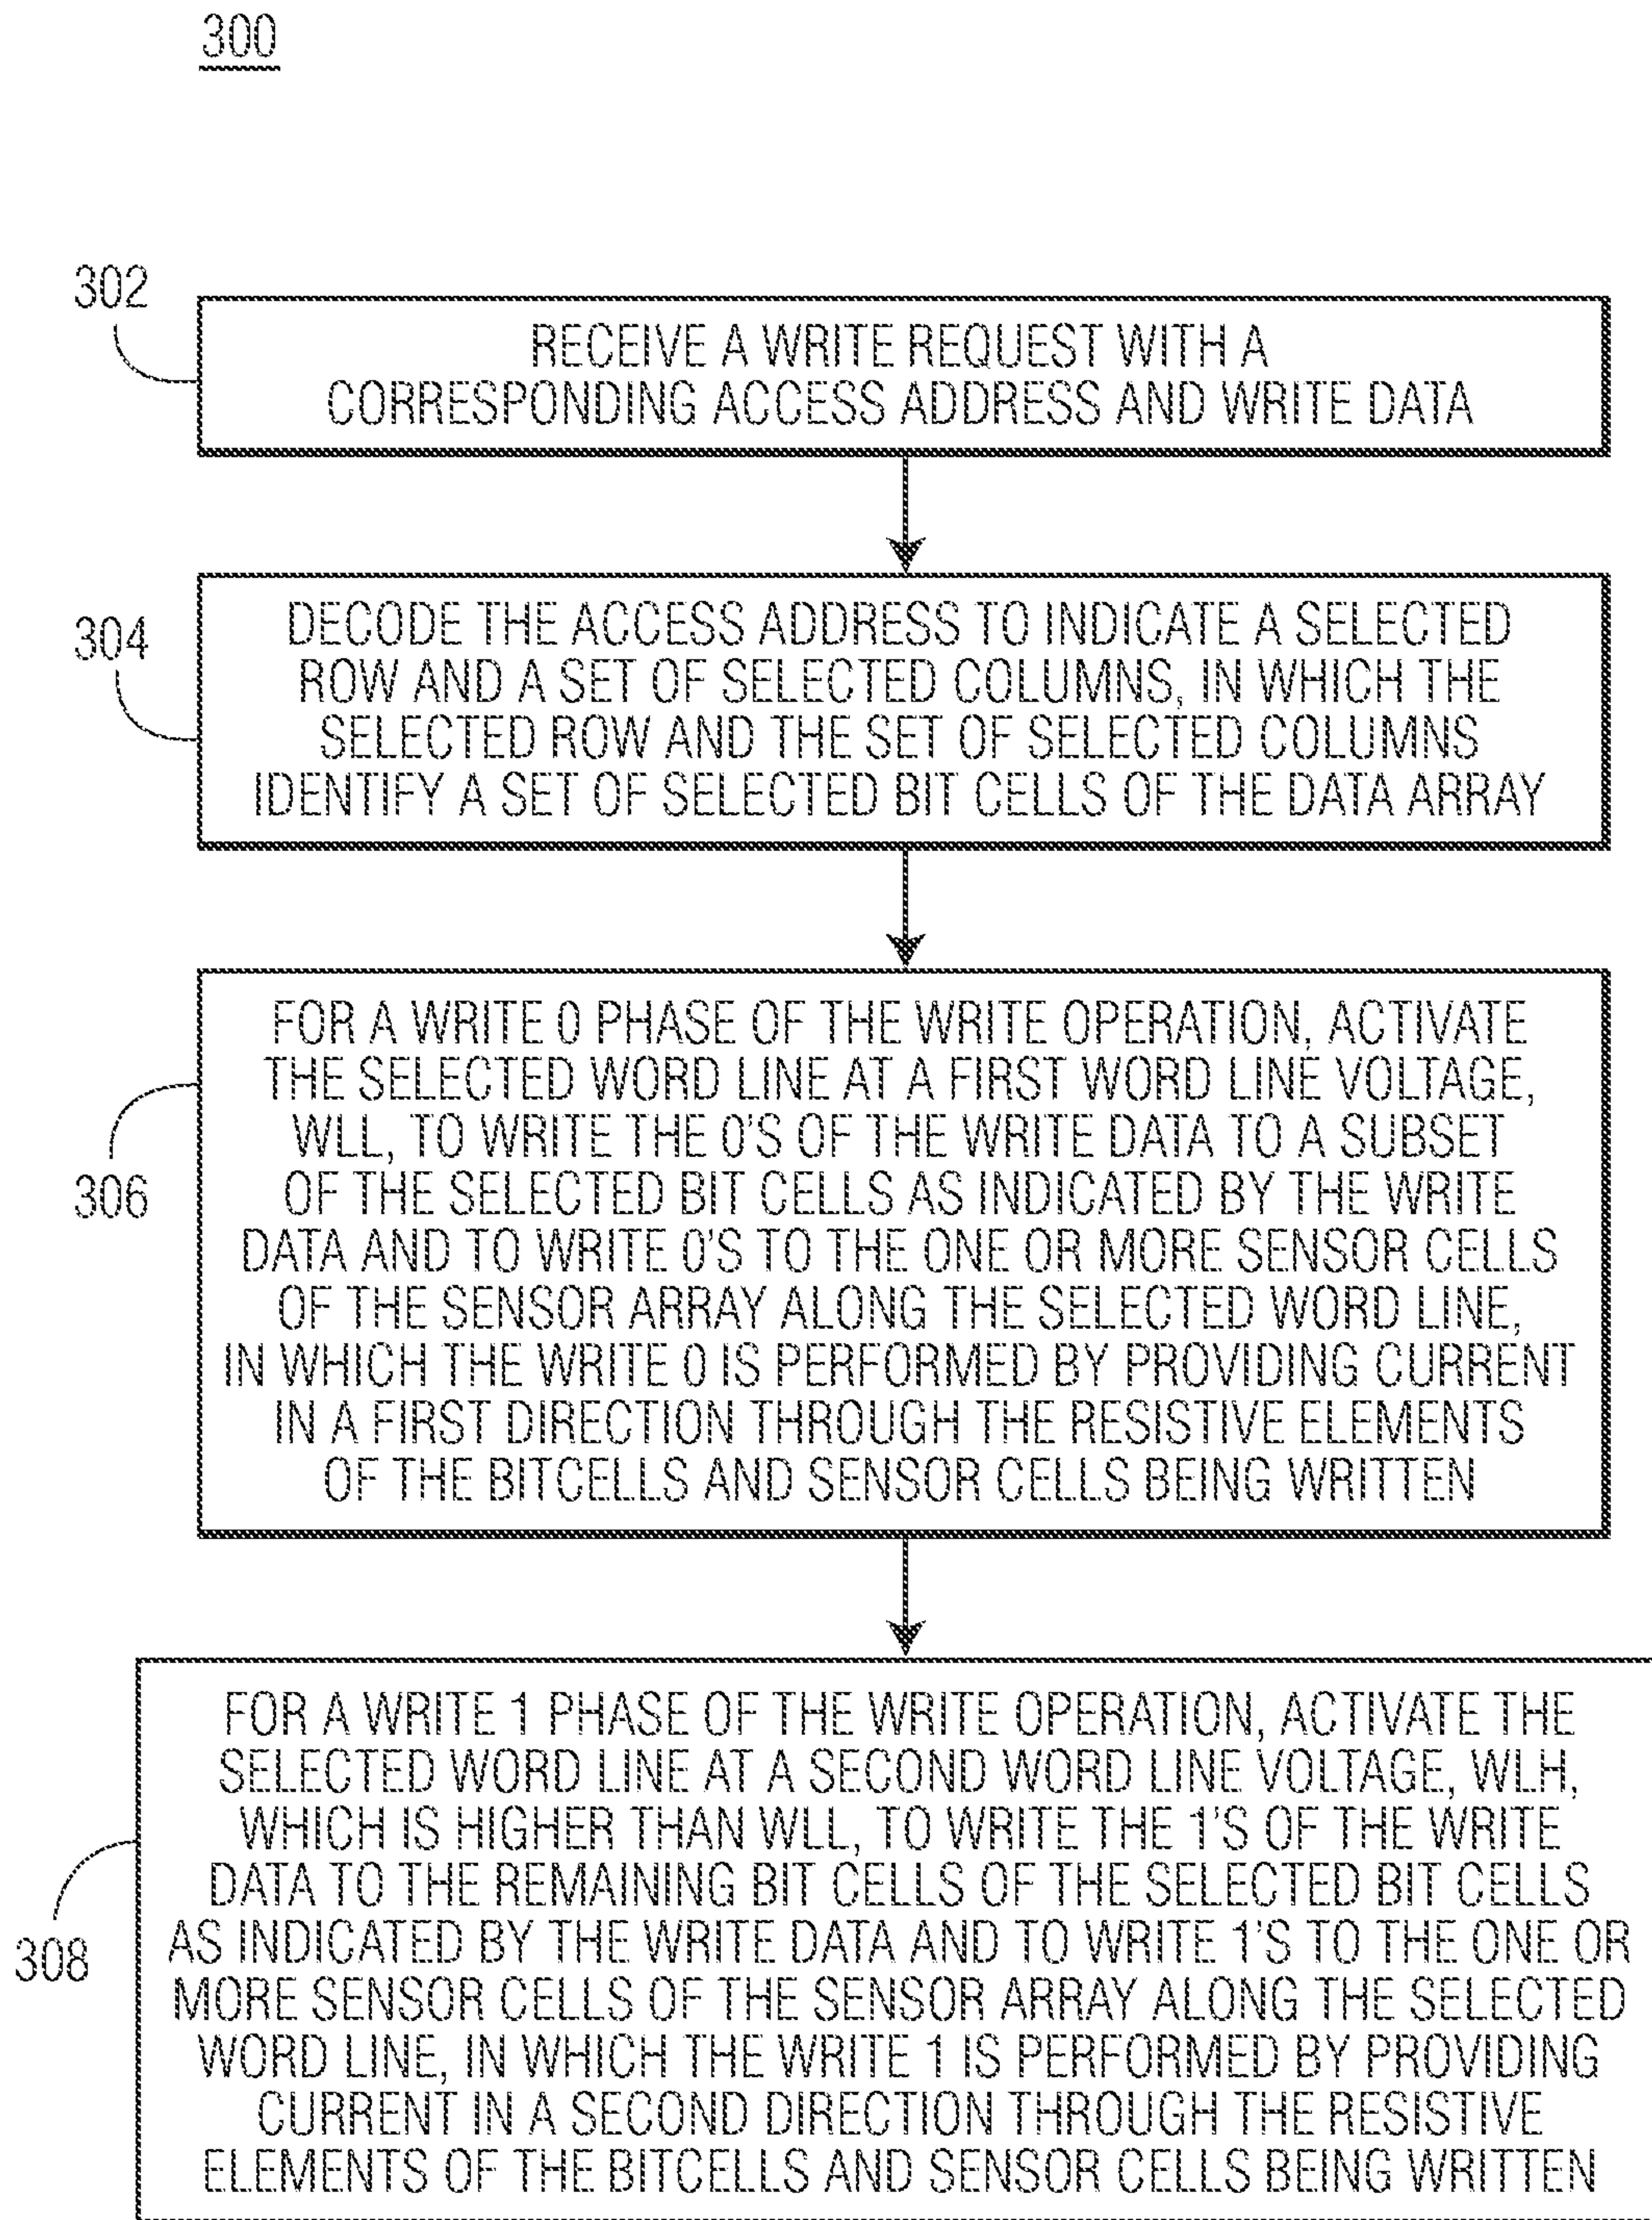 300
302
RECEIVE A WRITE REQUEST WITH A
CORRESPONDING ACCESS ADDRESS AND WRITE DATA
304
DECODE THE ACCESS ADDRESS TO INDICATE A SELECTED
ROW AND A SET OF SELECTED COLUMNS, IN WHICH THE
SELECTED ROW AND THE SET OF SELECTED COLUMNS
IDENTIFY A SET OF SELECTED BIT CELLS OF THE DATA ARRAY
306
FOR A WRITE 0 PHASE OF THE WRITE OPERATION, ACTIVATE
THE SELECTED WORD LINE AT A FIRST WORD LINE VOLTAGE,
WLL, TO WRITE THE 0'S OF THE WRITE DATA TO A SUBSET
OF THE SELECTED BIT CELLS AS INDICATED BY THE WRITE
DATA AND TO WRITE 0'S TO THE ONE OR MORE SENSOR CELLS
OF THE SENSOR ARRAY ALONG THE SELECTED WORD LINE,
IN WHICH THE WRITE 0 IS PERFORMED BY PROVIDING CURRENT
IN A FIRST DIRECTION THROUGH THE RESISTIVE ELEMENTS
OF THE BITCELLS AND SENSOR CELLS BEING WRITTEN
308
FOR A WRITE 1 PHASE OF THE WRITE OPERATION, ACTIVATE THE
SELECTED WORD LINE AT A SECOND WORD LINE VOLTAGE, WLH,
WHICH IS HIGHER THAN WLL, TO WRITE THE 1'S OF THE WRITE
DATA TO THE REMAINING BIT CELLS OF THE SELECTED BIT CELLS
AS INDICATED BY THE WRITE DATA AND TO WRITE 1'S TO THE ONE OR
MORE SENSOR CELLS OF THE SENSOR ARRAY ALONG THE SELECTED
WORD LINE, IN WHICH THE WRITE 1 IS PERFORMED BY PROVIDING
CURRENT IN A SECOND DIRECTION THROUGH THE RESISTIVE
ELEMENTS OF THE BITCELLS AND SENSOR CELLS BEING WRITTEN